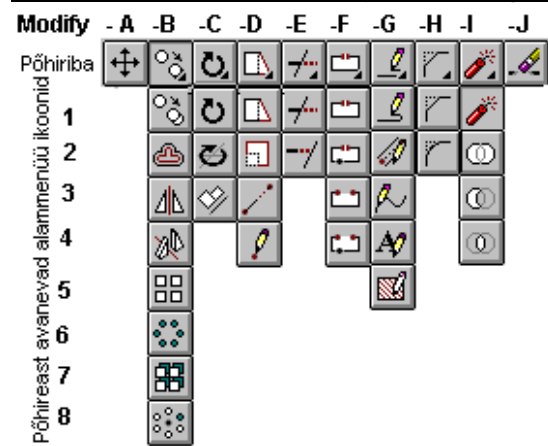 Modify - A -B -C -D -E -F -G -H -I -J
Põhiriba
Põhireast avanevad alammenüü ikoonid
1
2
3
4
5
6
7
8